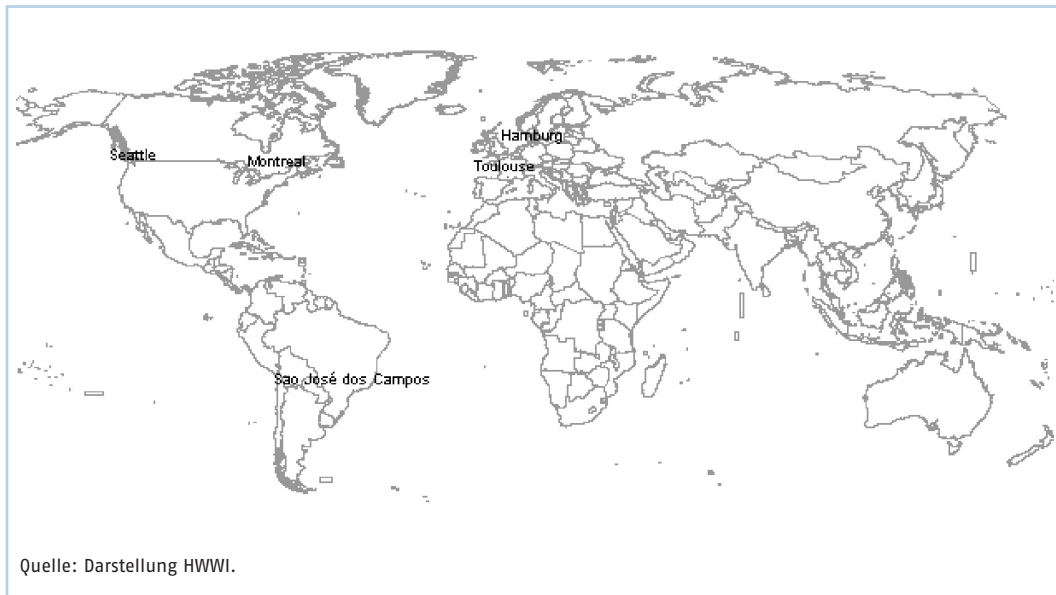 Hamburg
Seattle
Montreal
Toulouse
Sao José dos Campos
Quelle: Darstellung HWWI.